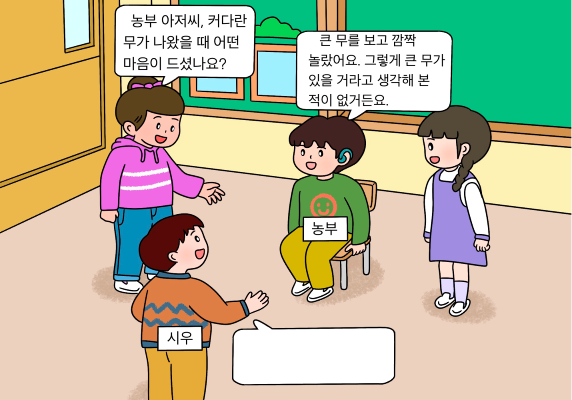 농부 아저씨, 커다란
무가 나왔을 때 어떤
마음이 드셨나요?
큰 무를 보고 깜짝
놀랐어요. 그렇게 큰 무가
있을 거라고 생각해 본
적이 없거든요.
농부
시우